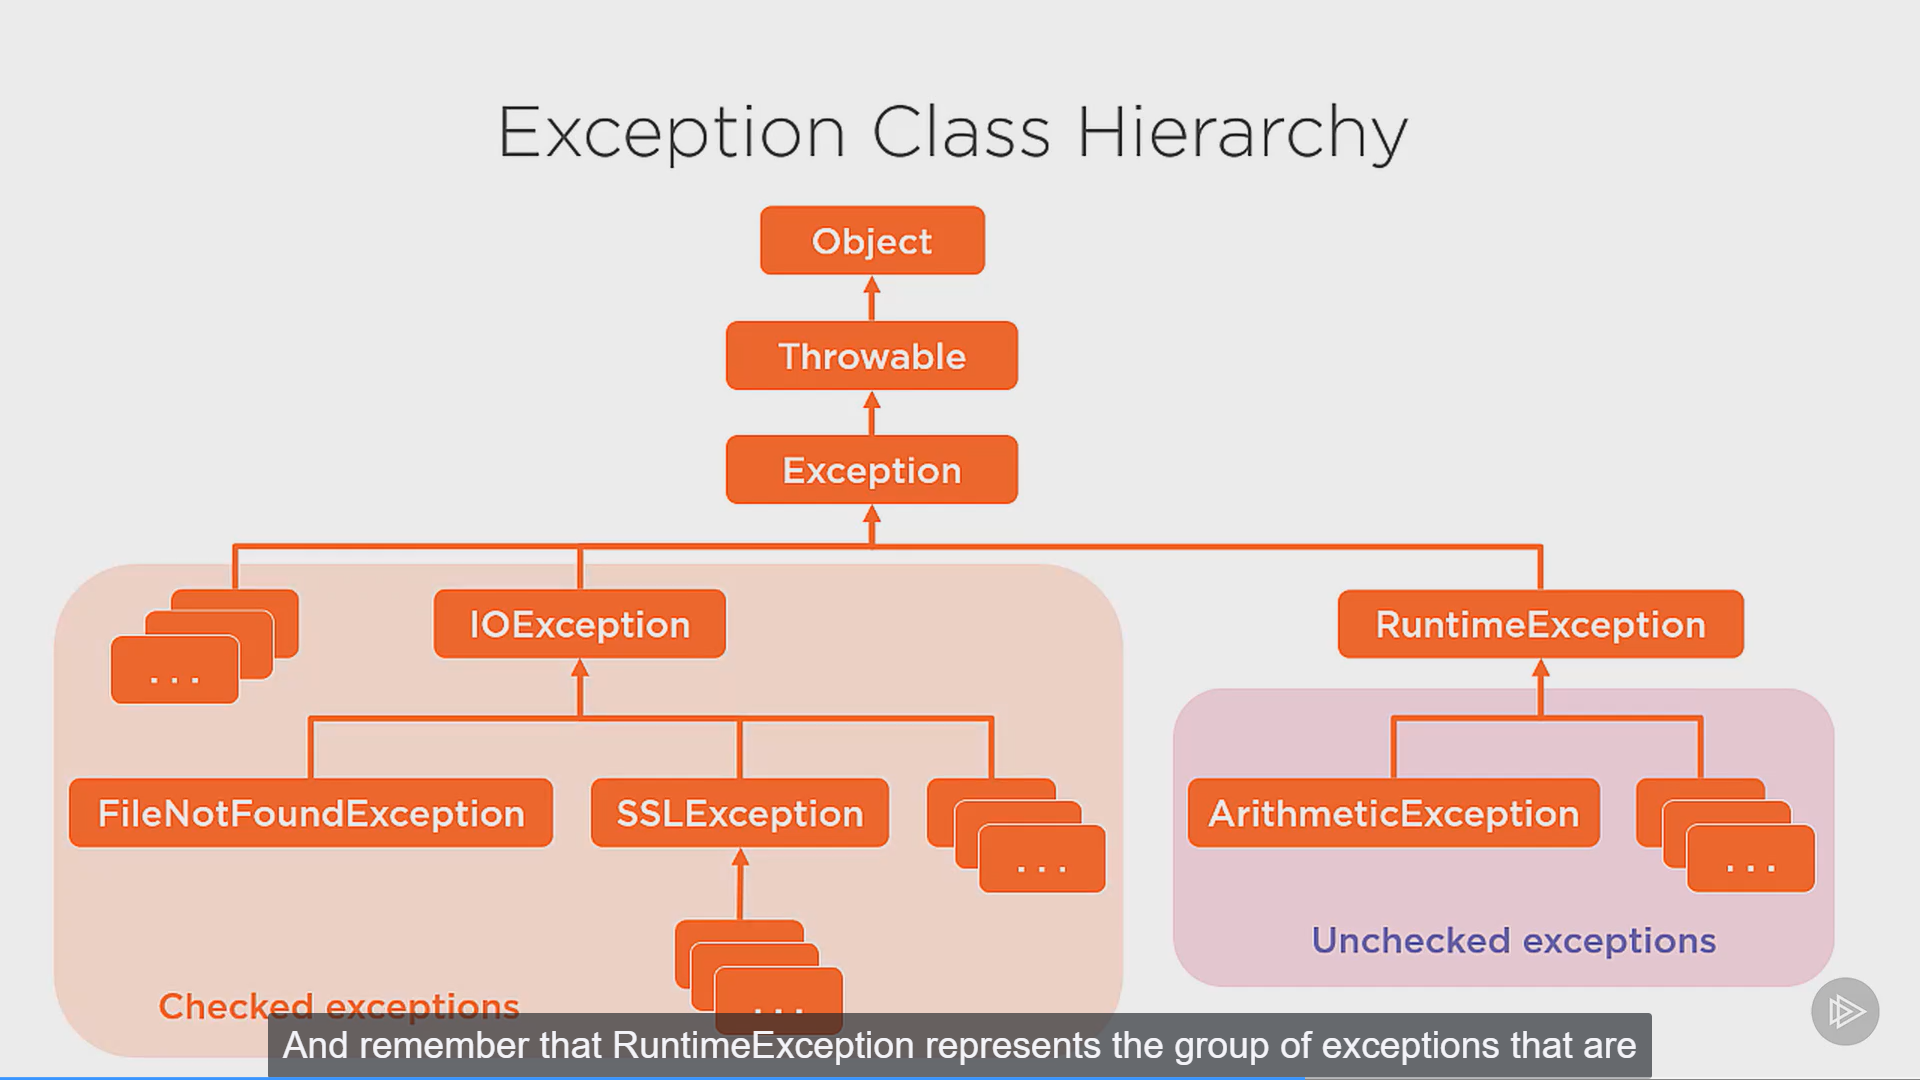 Exception Class Hierarchy
Object
Throwable
Exception
...
IOException
RuntimeException
FileNotFoundException
SSLException
...
ArithmeticException
...
...
Unchecked exceptions
Checked exceptions
And remember that RuntimeException represents the group of exceptions that are